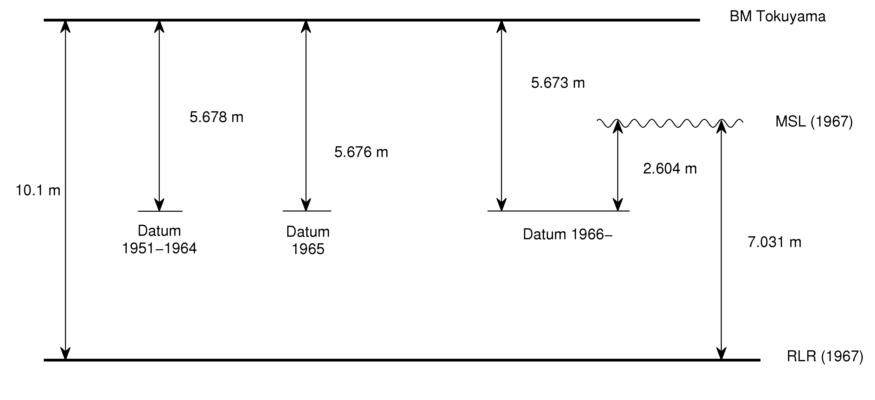 BM Tokuyama
5.673 m
5.678 m
MSL (1967)
5.676 m
2.604 m
10.1 m
Datum
1951−1964
Datum
1965
Datum 1966−
7.031 m
RLR (1967)